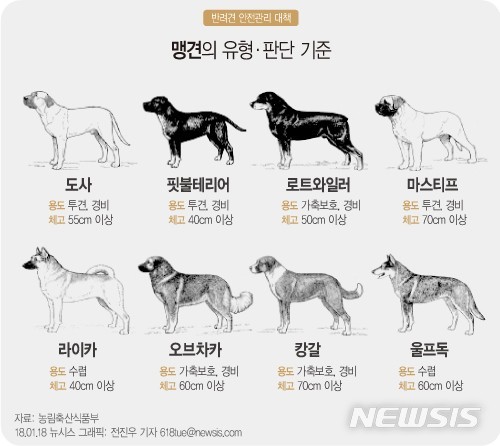 반려견 안전관리 대책
맹견의 유형·판단 기준
도사
용도 투견, 경비
체고 55cm 이상
핏불테리어
용도 투견, 경비
체고 40cm 이상
로트와일러
용도 가축보호, 경비
체고 50cm 이상
마스티프
용도 투견, 경비
체고 70cm 이상
라이카
용도 수렵
체고 40cm 이상
오브차카
용도 가축보호, 경비
체고 60cm 이상
캉갈
용도 가축보호, 경비
체고 70cm 이상
울프독
용도 수렵
체고 60cm 이상
자료: 농림축산식품부
18.01.18 뉴시스 그래픽: 전진우 기자 618tue@newsis.com
NEWSIS